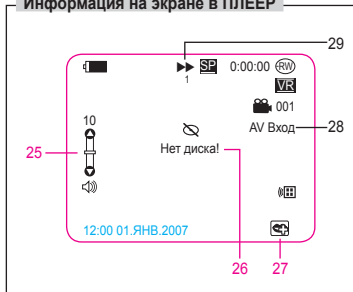 Информация на экране в ПЛЕЕР
29
SP 0:00:00 RW
1
VR
001
10
AV Вход 28
25
Нет диска!
12:00 01.ЯНВ.2007
26 27